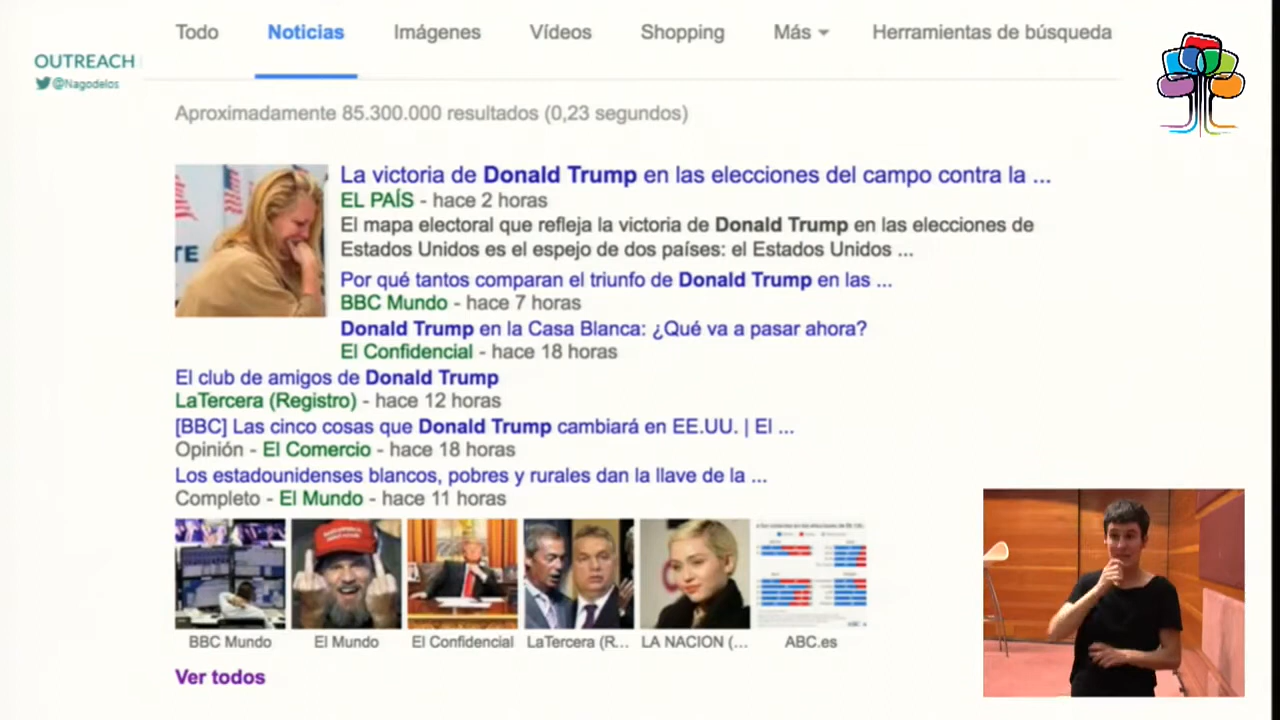 Todo Noticias Imágenes Vídeos Shopping Más Herramientas de búsqueda
OUTREACH
@Nagodelos
Aproximadamente 85.300.000 resultados (0,23 segundos)
La victoria de Donald Trump en las elecciones del campo contra la ...
EL PAÍS - hace 2 horas
El mapa electoral que refleja la victoria de Donald Trump en las elecciones de
Estados Unidos es el espejo de dos países: el Estados Unidos ...
Por qué tantos comparan el triunfo de Donald Trump en las ...
BBC Mundo - hace 7 horas
Donald Trump en la Casa Blanca: ¿Qué va a pasar ahora?
El Confidencial - hace 18 horas
El club de amigos de Donald Trump
LaTercera (Registro) - hace 12 horas
[BBC] Las cinco cosas que Donald Trump cambiará en EE.UU. | El ...
Opinión - El Comercio - hace 18 horas
Los estadounidenses blancos, pobres y rurales dan la llave de la ...
Completo - El Mundo - hace 11 horas
BBC Mundo El Mundo El Confidencial LaTercera (R... LA NACION (... ABC.es
Ver todos